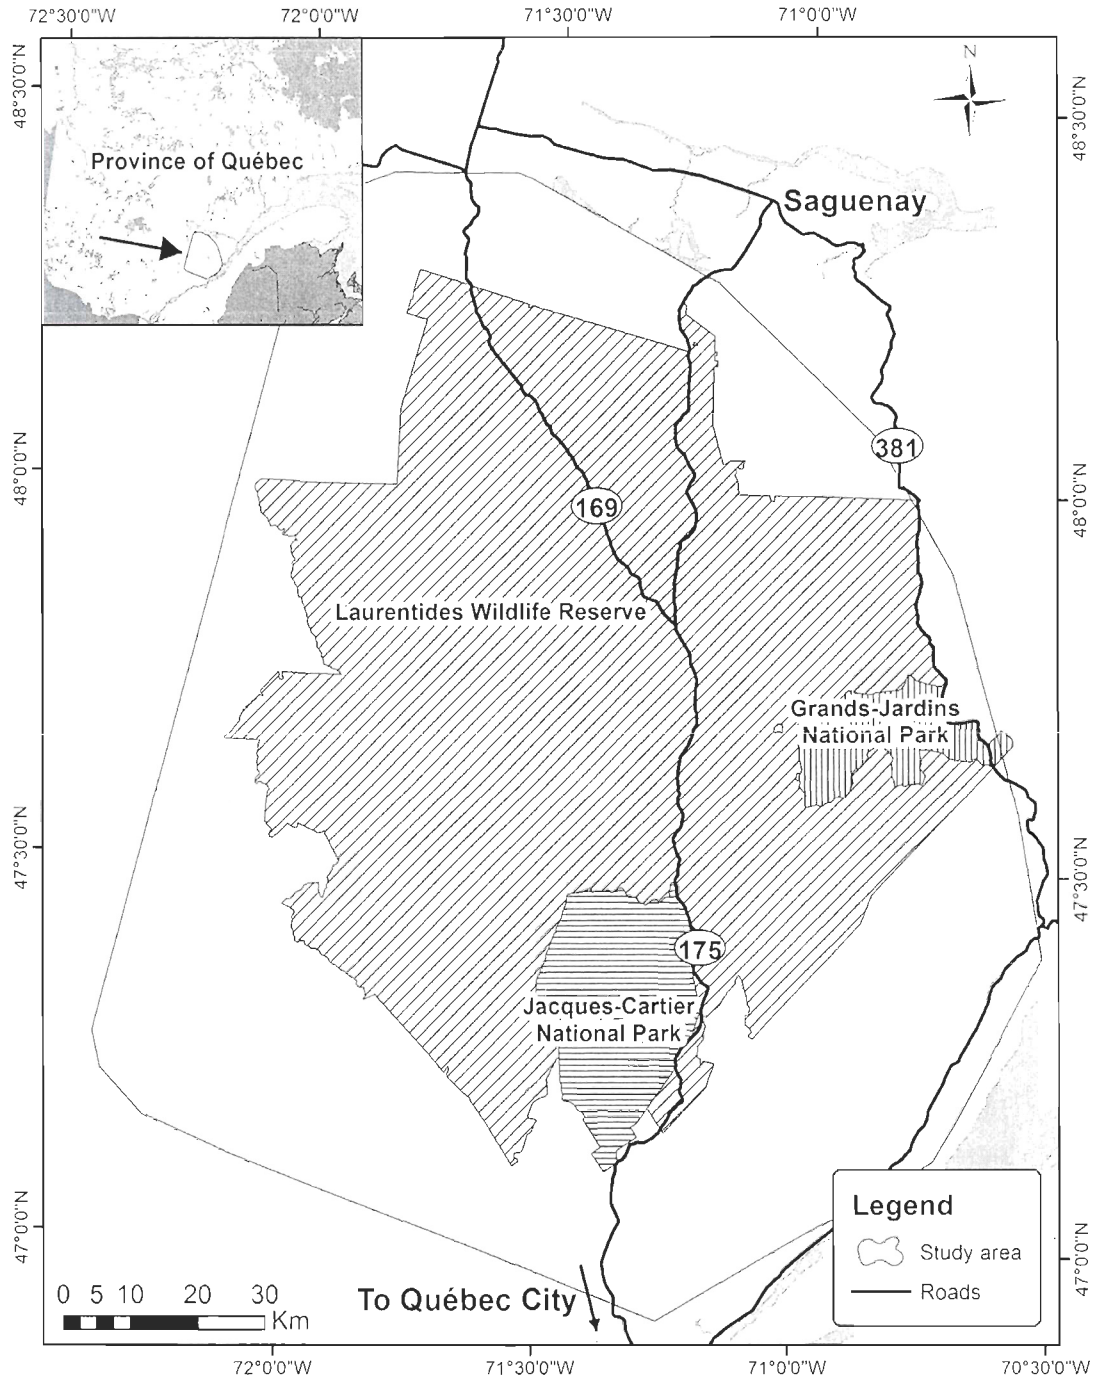 72°30'0"W 72°0'0"W 71°30'0"W 71°0'0"W
N
48°30'0"N
48°30'0"N
Province of Québec
Saguenay
381
48°0'0"N
48°0'0"N
169
Laurentides Wildlife Reserve
Grands-Jardins
National Park
47°30'0"N
47°30'0"N
175
Jacques-Cartier
National Park
Legend
Study area
Roads
47°0'0"N
47°0'0"N
To Québec City
0 5 10 20 30
Km
72°0'0"W 71°30'0"W 71°0'0"W 70°30'0"W